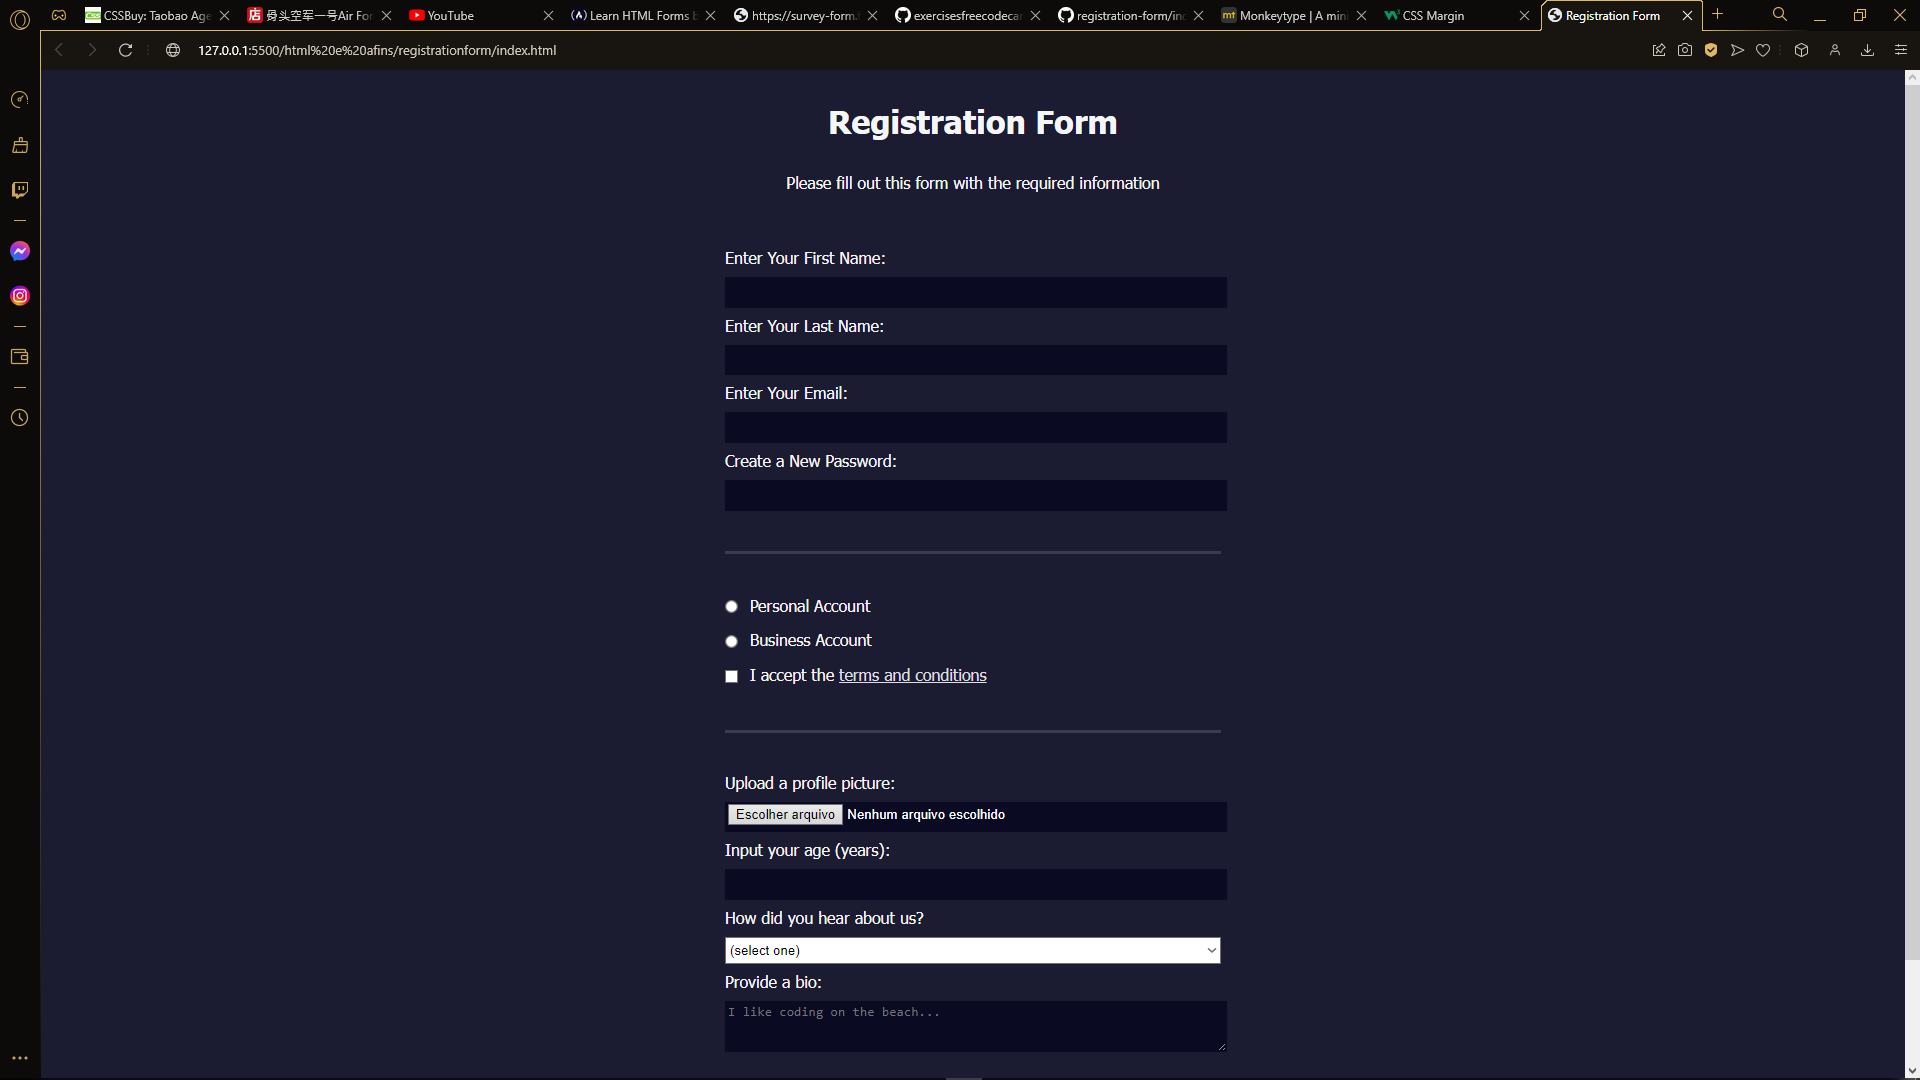 CSSBuy: Taobao Age
骨头空军一号Air For
YouTube
Learn HTML Forms b
https://survey-form.
exercisesfreecodecar
registration-form/inc
mt Monkeytype | A mini
CSS Margin
Registration Form
127.0.0.1:5500/html%20e%20afins/registrationform/index.html
Registration Form
Please fill out this form with the required information
Enter Your First Name:
Enter Your Last Name:
Enter Your Email:
Create a New Password:
Personal Account
Business Account
I accept the terms and conditions
Upload a profile picture:
Escolher arquivo Nenhum arquivo escolhido
Input your age (years):
How did you hear about us?
(select one)
Provide a bio:
I like coding on the beach...